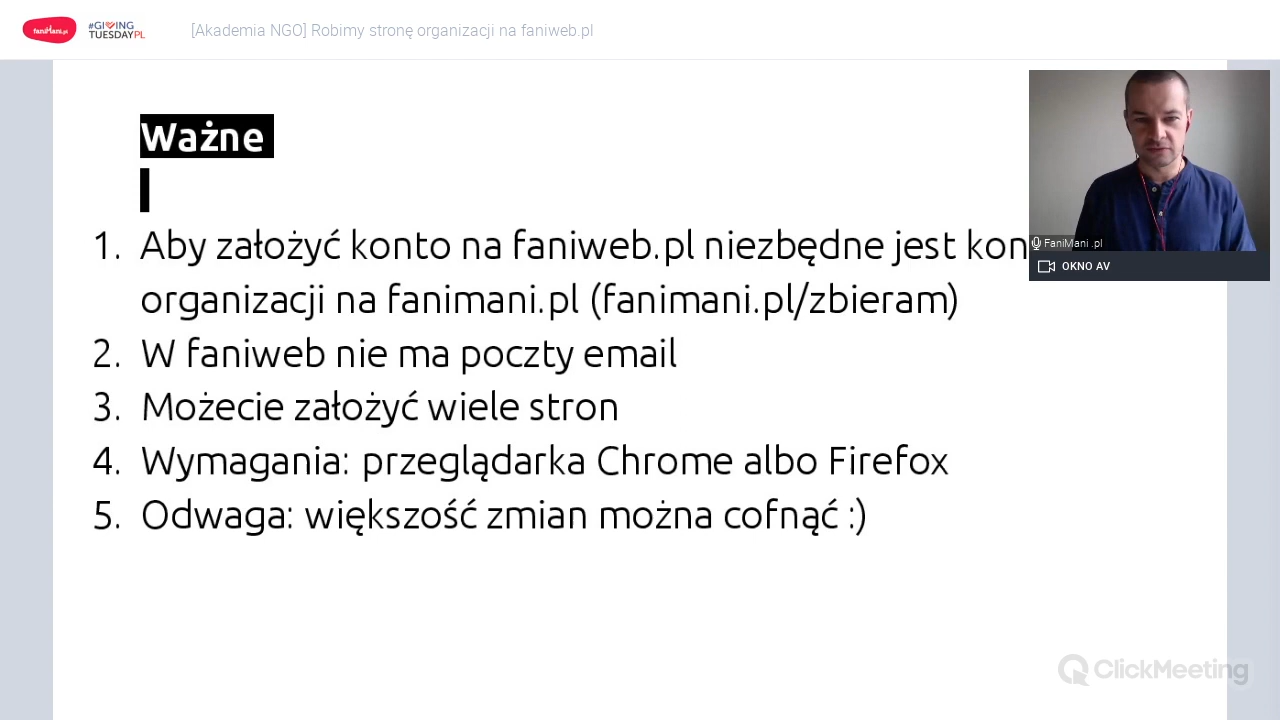 faniMani.pl
#GIVING
TUESDAYPL
[Akademia NGO] Robimy stronę organizacji na faniweb.pl
Ważne
1. Aby założyć konto na faniweb.pl niezbędne jest kon
organizacji na fanimani.pl (fanimani.pl/zbieram)
2. W faniweb nie ma poczty email
3. Możecie założyć wiele stron
4. Wymagania: przeglądarka Chrome albo Firefox
5. Odwaga: większość zmian można cofnąć :)
FaniMani .pl
OKNO AV
ClickMeeting